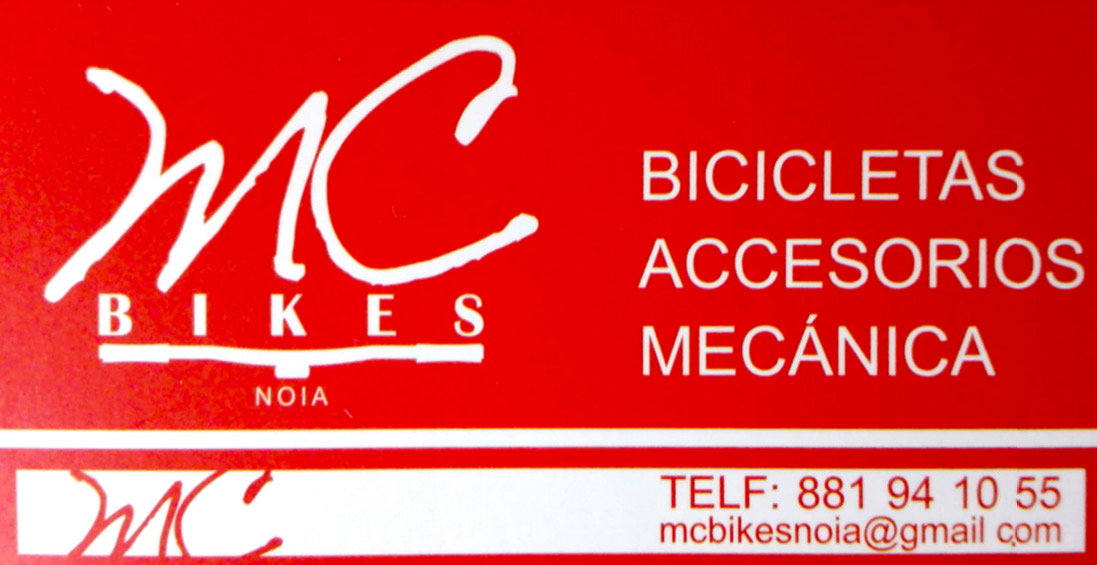 MC
BIKES
NOIA
BICICLETAS
ACCESORIOS
MECÁNICA
MC
TELF: 881 94 10 55
mcbikesnoia@gmail.com